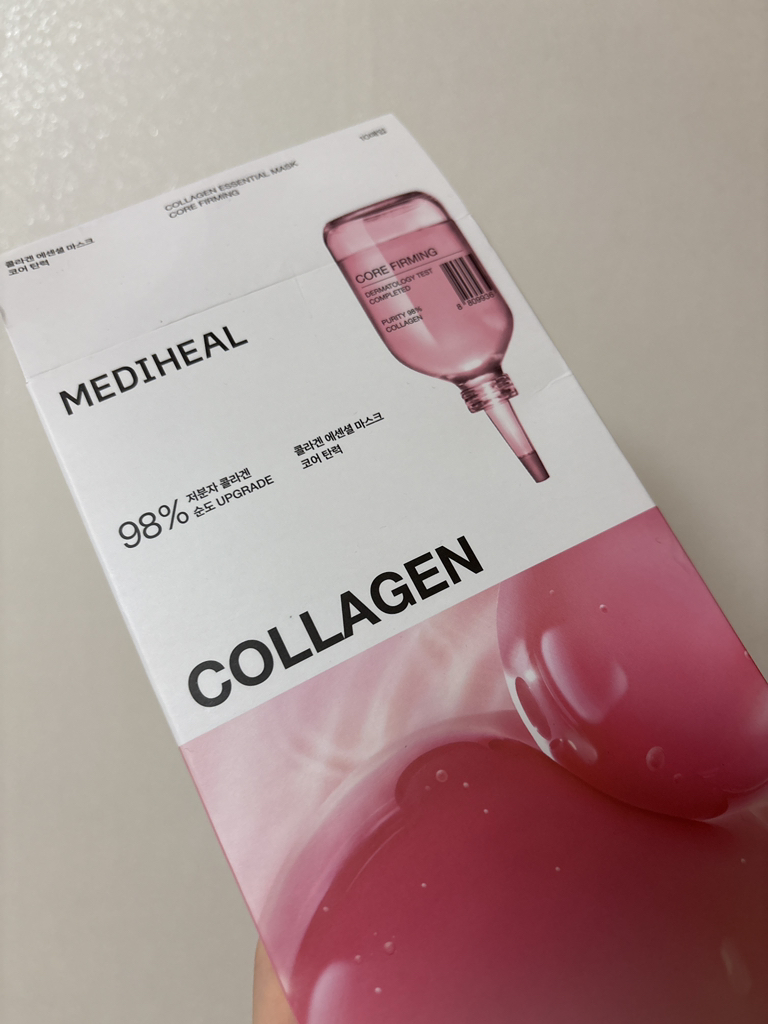 10매입
COLLAGEN ESSENTIAL MASK
CORE FIRMING
콜라겐 에센셜 마스크
코어 탄력
CORE FIRMING
DERMATOLOGY TEST
COMPLETED
PURITY 98%
COLLAGEN
MEDIHEAL
콜라겐 에센셜 마스크
코어 탄력
98% 저분자 콜라겐
순도 UPGRADE
COLLAGEN